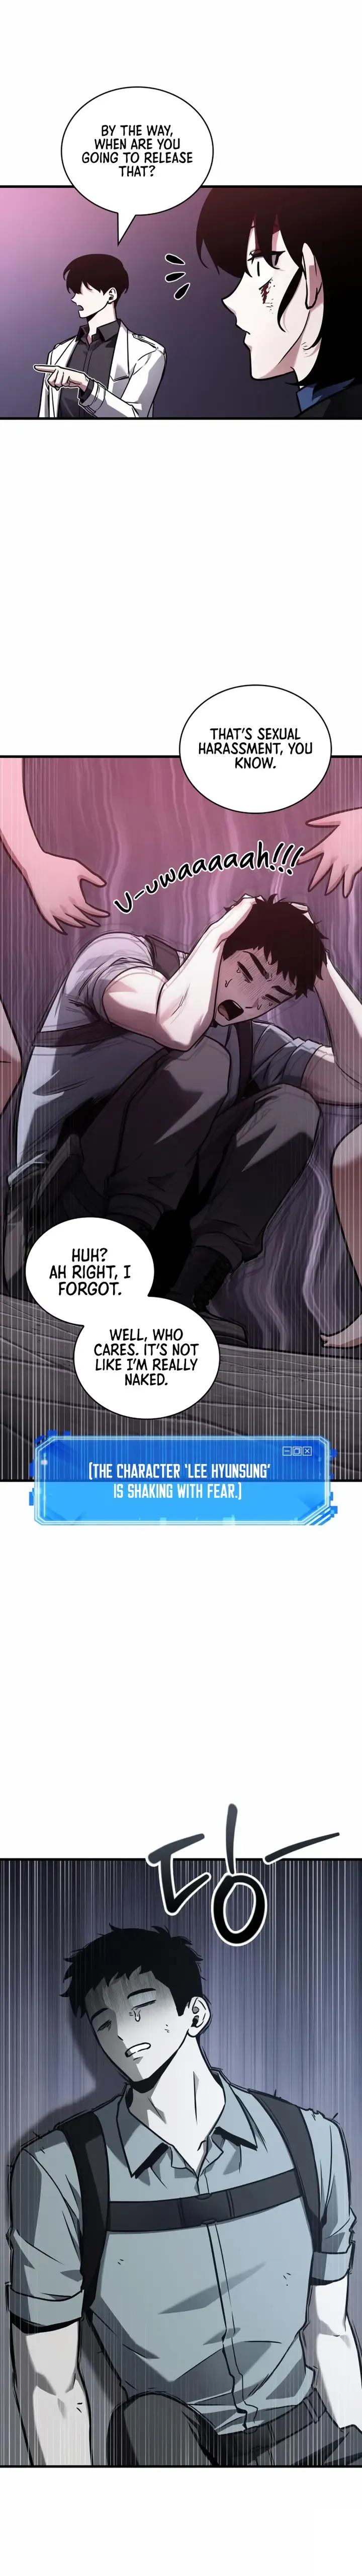 BY THE WAY,
WHEN ARE YOU
GOING TO RELEASE
THAT?
THAT'S SEXUAL
HARASSMENT, YOU
KNOW.
U-uwaaaaah!!!
HUH?
AH RIGHT, I
FORGOT.
WELL, WHO
CARES. IT'S NOT
LIKE I'M REALLY
NAKED.
[THE CHARACTER 'LEE HYUNSUNG'
IS SHAKING WITH FEAR.]
덩-